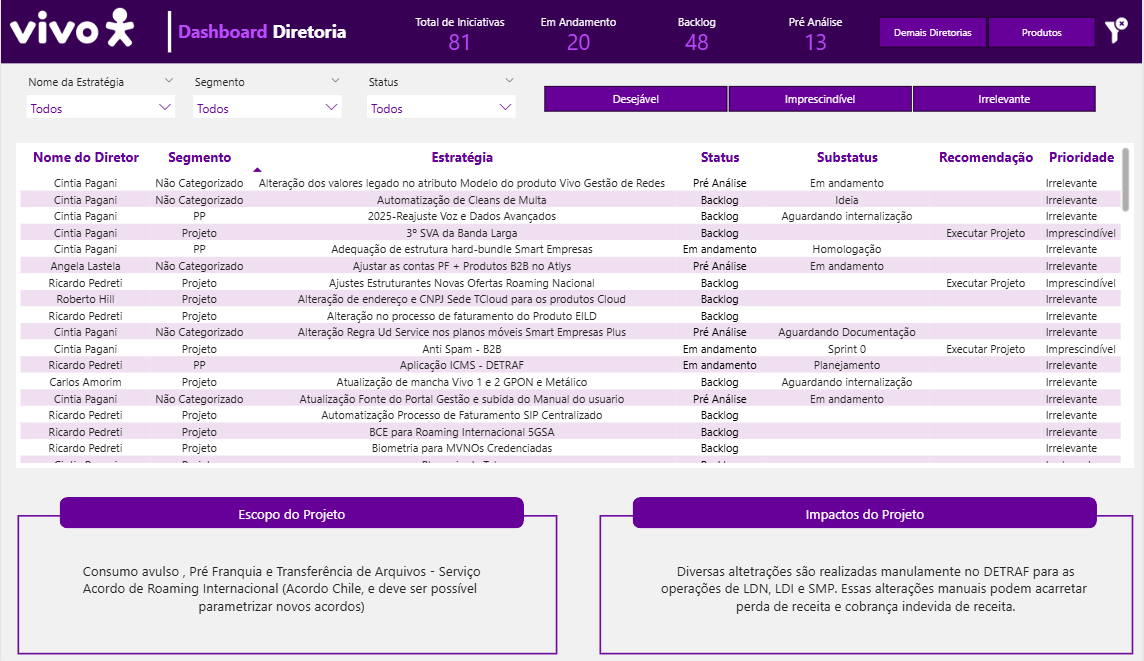 vivo
Dashboard Diretoria
Total de Iniciativas
81
Em Andamento
20
Backlog
48
Pré Análise
13
Demais Diretorias
Produtos
Nome da Estratégia
Todos
Segmento
Todos
Status
Todos
Desejável
Imprescindível
Irrelevante
Nome do Diretor Segmento Estratégia Status Substatus Recomendação Prioridade
Cintia Pagani Não Categorizado Alteração dos valores legado no atributo Modelo do produto Vivo Gestão de Redes Pré Análise Em andamento Irrelevante
Cintia Pagani Não Categorizado Automatização de Cleans de Multa Backlog Ideia Irrelevante
Cintia Pagani PP 2025-Reajuste Voz e Dados Avançados Backlog Aguardando internalização Irrelevante
Cintia Pagani Projeto 3º SVA da Banda Larga Backlog Executar Projeto Imprescindível
Cintia Pagani PP Adequação de estrutura hard-bundle Smart Empresas Em andamento Homologação Irrelevante
Angela Lastela Não Categorizado Ajustar as contas PF + Produtos B2B no Atlys Pré Análise Em andamento Irrelevante
Ricardo Pedreti Projeto Ajustes Estruturantes Novas Ofertas Roaming Nacional Backlog Executar Projeto Imprescindível
Roberto Hill Projeto Alteração de endereço e CNPJ Sede TCloud para os produtos Cloud Backlog Irrelevante
Ricardo Pedreti Projeto Alteração no processo de faturamento do Produto EILD Backlog Irrelevante
Cintia Pagani Não Categorizado Alteração Regra Ud Service nos planos móveis Smart Empresas Plus Pré Análise Aguardando Documentação Irrelevante
Cintia Pagani Projeto Anti Spam - B2B Em andamento Sprint 0 Executar Projeto Imprescindível
Ricardo Pedreti PP Aplicação ICMS - DETRAF Em andamento Planejamento Irrelevante
Carlos Amorim Projeto Atualização de mancha Vivo 1 e 2 GPON e Metálico Backlog Aguardando internalização Irrelevante
Cintia Pagani Não Categorizado Atualização Fonte do Portal Gestão e subida do Manual do usuario Pré Análise Em andamento Irrelevante
Ricardo Pedreti Projeto Automatização Processo de Faturamento SIP Centralizado Backlog Irrelevante
Ricardo Pedreti Projeto BCE para Roaming Internacional 5GSA Backlog Irrelevante
Ricardo Pedreti Projeto Biometria para MVNOs Credenciadas Backlog Irrelevante
Escopo do Projeto
Consumo avulso , Pré Franquia e Transferência de Arquivos - Serviço
Acordo de Roaming Internacional (Acordo Chile, e deve ser possível
parametrizar novos acordos)
Impactos do Projeto
Diversas altetrações são realizadas manulamente no DETRAF para as
operações de LDN, LDI e SMP. Essas alterações manuais podem acarretar
perda de receita e cobrança indevida de receita.